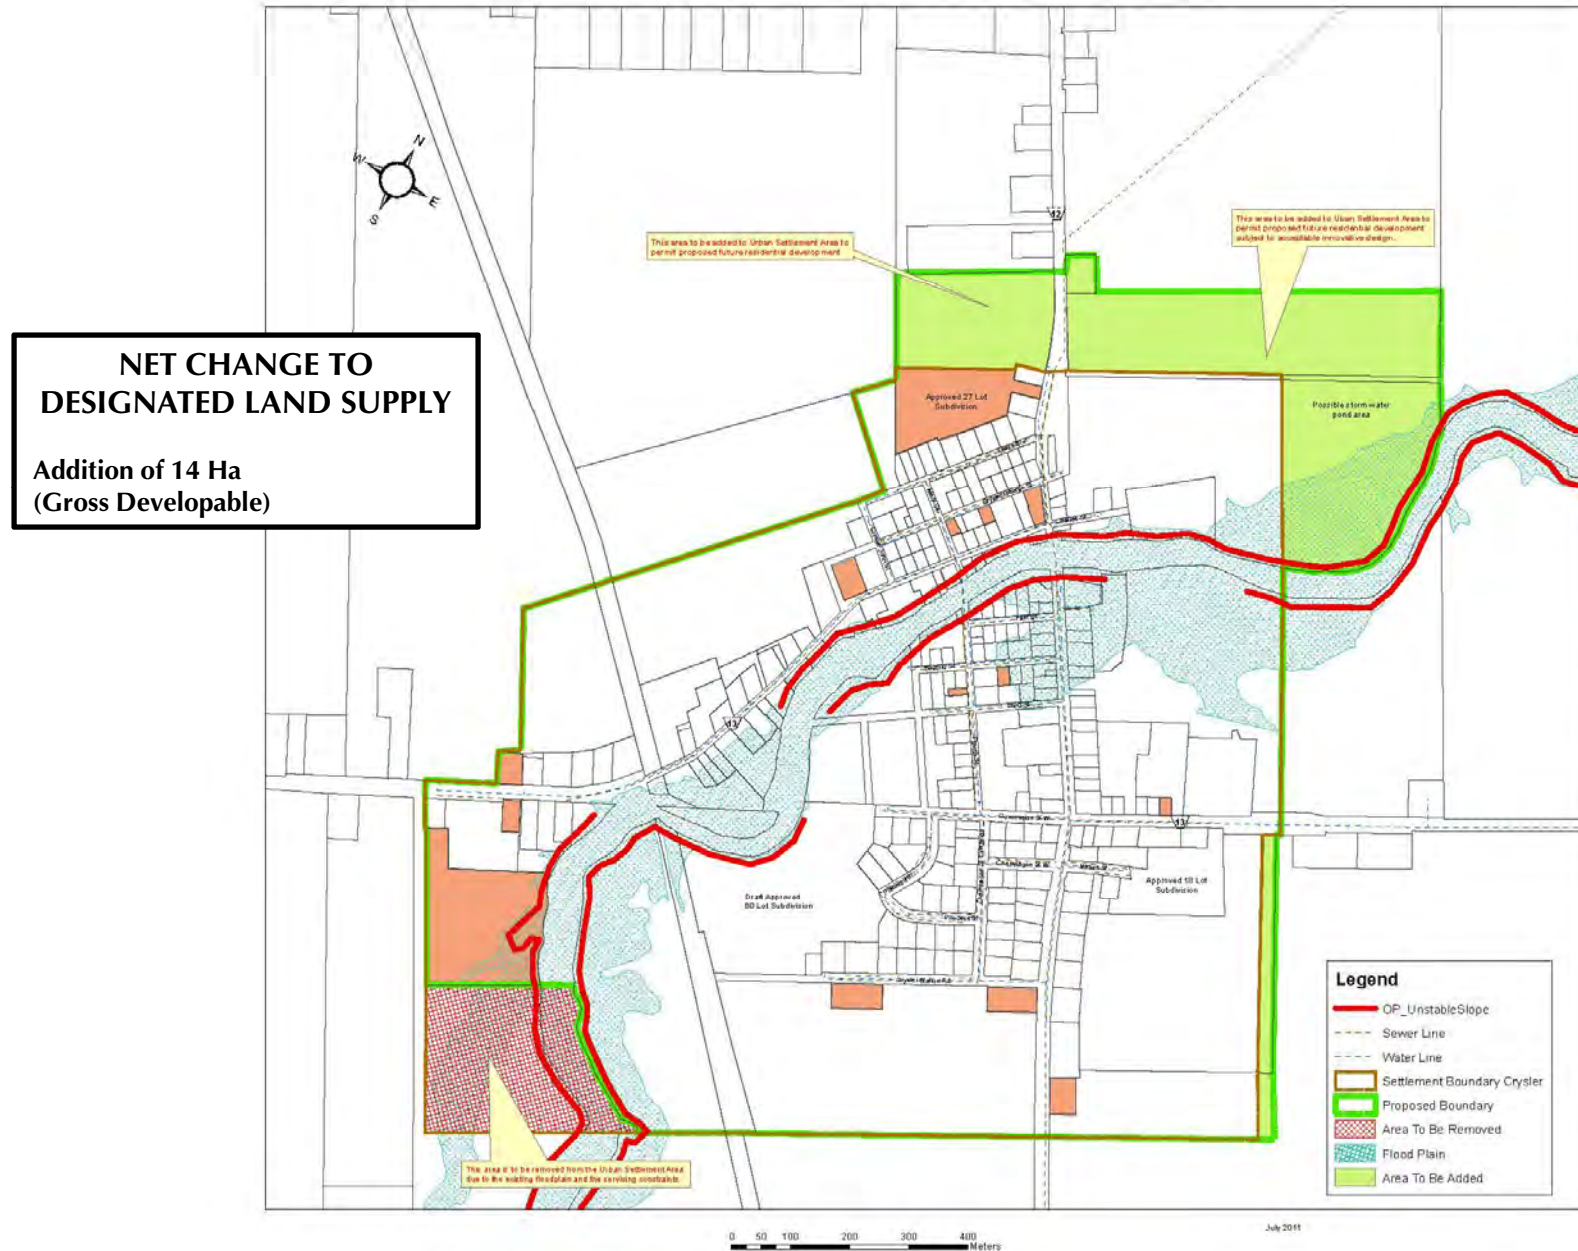 N
W
E
S
12
This area to be added to Urban Settlement Area to
permit proposed future residential development
This area to be added to Uban Settlement Area to
permit proposed future residential development
subject to acceptable innovative design.
NET CHANGE TO
DESIGNATED LAND SUPPLY
Addition of 14 Ha
(Gross Developable)
Approved 27 Lot
Subdivision
Possible storm water
pond area
13
13
Draft Approved
80 Lot Subdivision
Approved 18 Lot
Subdivision
This area is to be removed from the Urban Settlement Area
due to the existing floodplain and the servicing constraints
Legend
OP_UnstableSlope
Sewer Line
Water Line
Settlement Boundary Crysler
Proposed Boundary
Area To Be Removed
Flood Plain
Area To Be Added
0 50 100 200 300 400
Meters
July 2011